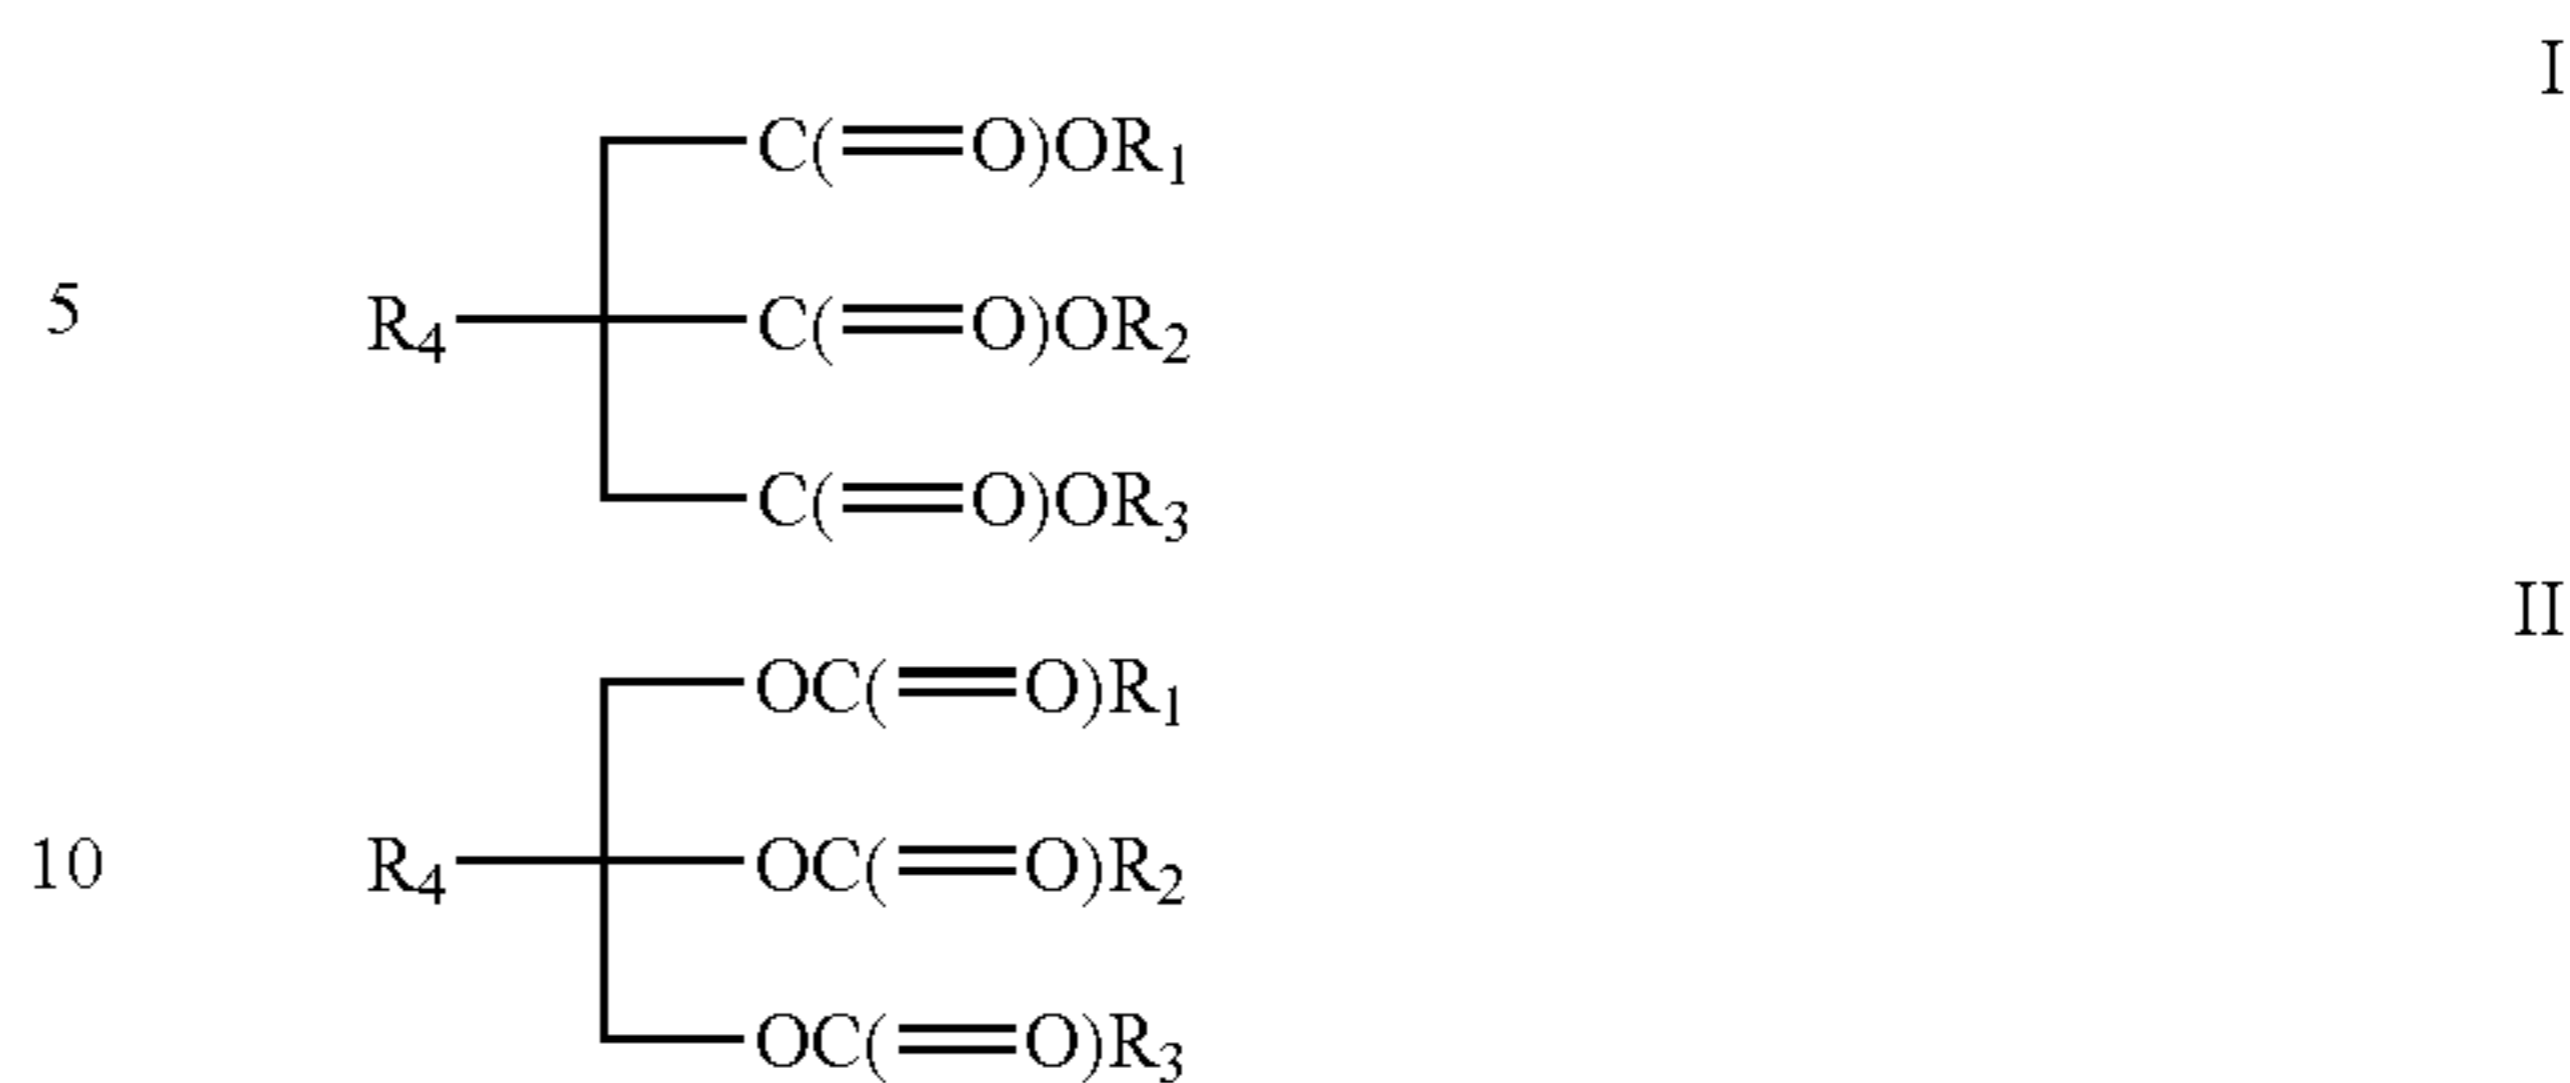 I
C(=O)OR1
5 R4 C(=O)OR2
C(=O)OR3
II
OC(=O)R1
10 R4 OC(=O)R2
OC(=O)R3